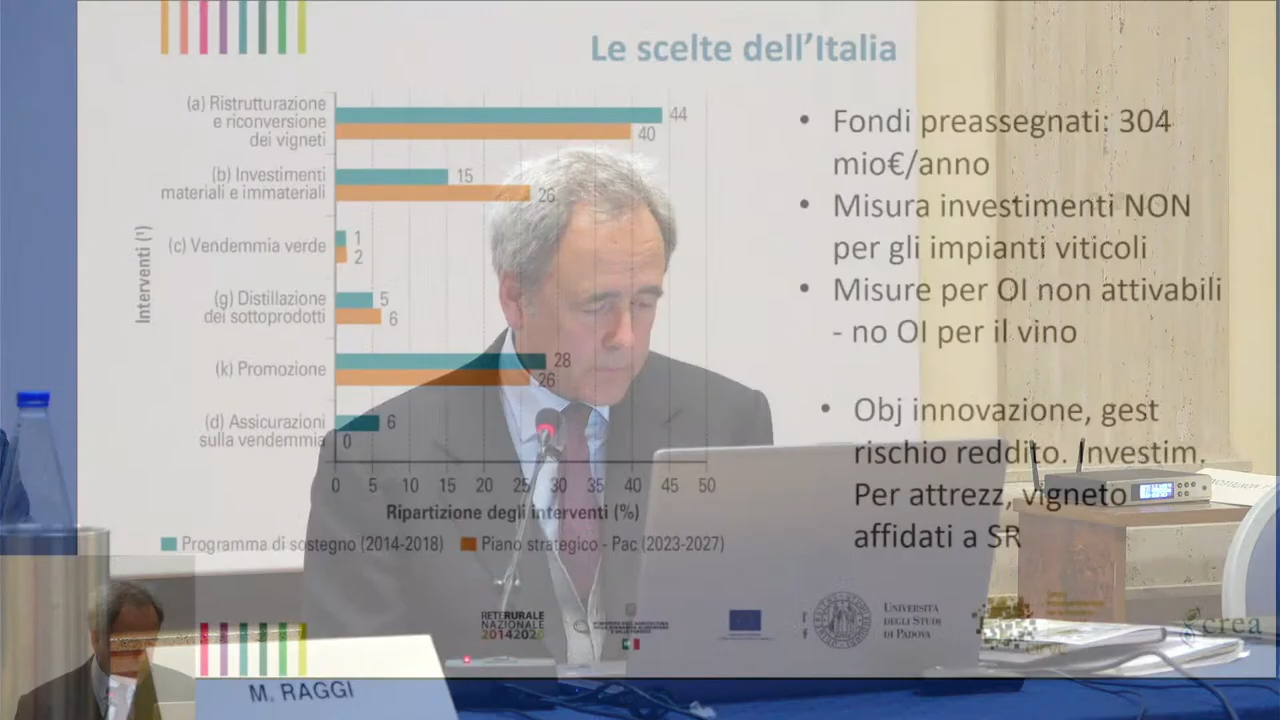 Le scelte dell'Italia
(a) Ristrutturazione
e riconversione
dei vigneti
44
40
(b) Investimenti
materiali e immateriali
15
26
(c) Vendemmia verde
1
2
(g) Distillazione
dei sottoprodotti
5
6
(k) Promozione
28
26
(d) Assicurazioni
sulla vendemmia
6
0
Interventi (¹)
0 5 10 15 20 25 30 35 40 45 50
Ripartizione degli interventi (%)
Programma di sostegno (2014-2018) Piano strategico - Pac (2023-2027)
• Fondi preassegnati: 304
mio€/anno
• Misura investimenti NON
per gli impianti viticoli
• Misure per OI non attivabili
- no OI per il vino
• Obj innovazione, gest
rischio reddito. Investim.
Per attrezz, vigneto
affidati a SR
RETERURALE
NAZIONALE
20142020
UNIVERSITÀ
DEGLI STUDI
DI PADOVA
crea
M. RAGGI